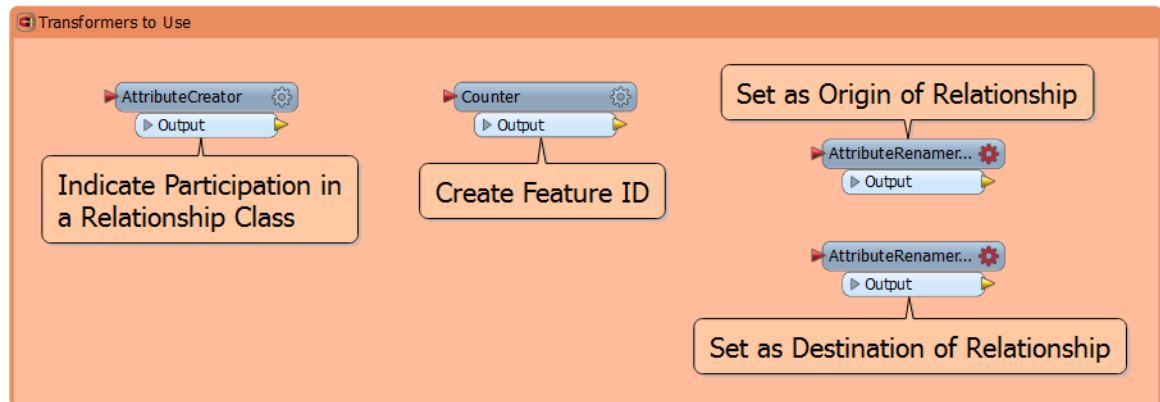 Transformers to Use
AttributeCreator
Output
Indicate Participation in
a Relationship Class
Counter
Output
Create Feature ID
Set as Origin of Relationship
AttributeRenamer...
Output
AttributeRenamer...
Output
Set as Destination of Relationship